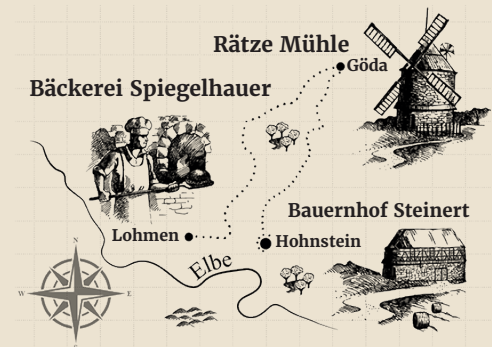 Rätze Mühle
Göda
Bäckerei Spiegelhauer
Bauernhof Steinert
Lohmen
Hohnstein
Elbe
N
W
E